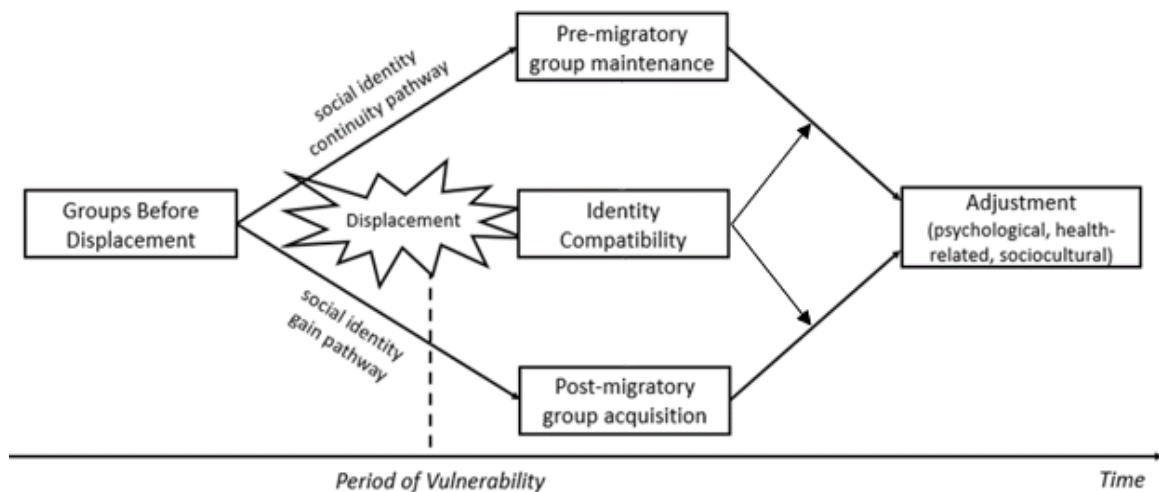 Pre-migratory
group maintenance
social identity
continuity pathway
Groups Before
Displacement
Displacement
Identity
Compatibility
Adjustment
(psychological, health-
related, sociocultural)
social identity
gain pathway
Post-migratory
group acquisition
Period of Vulnerability
Time